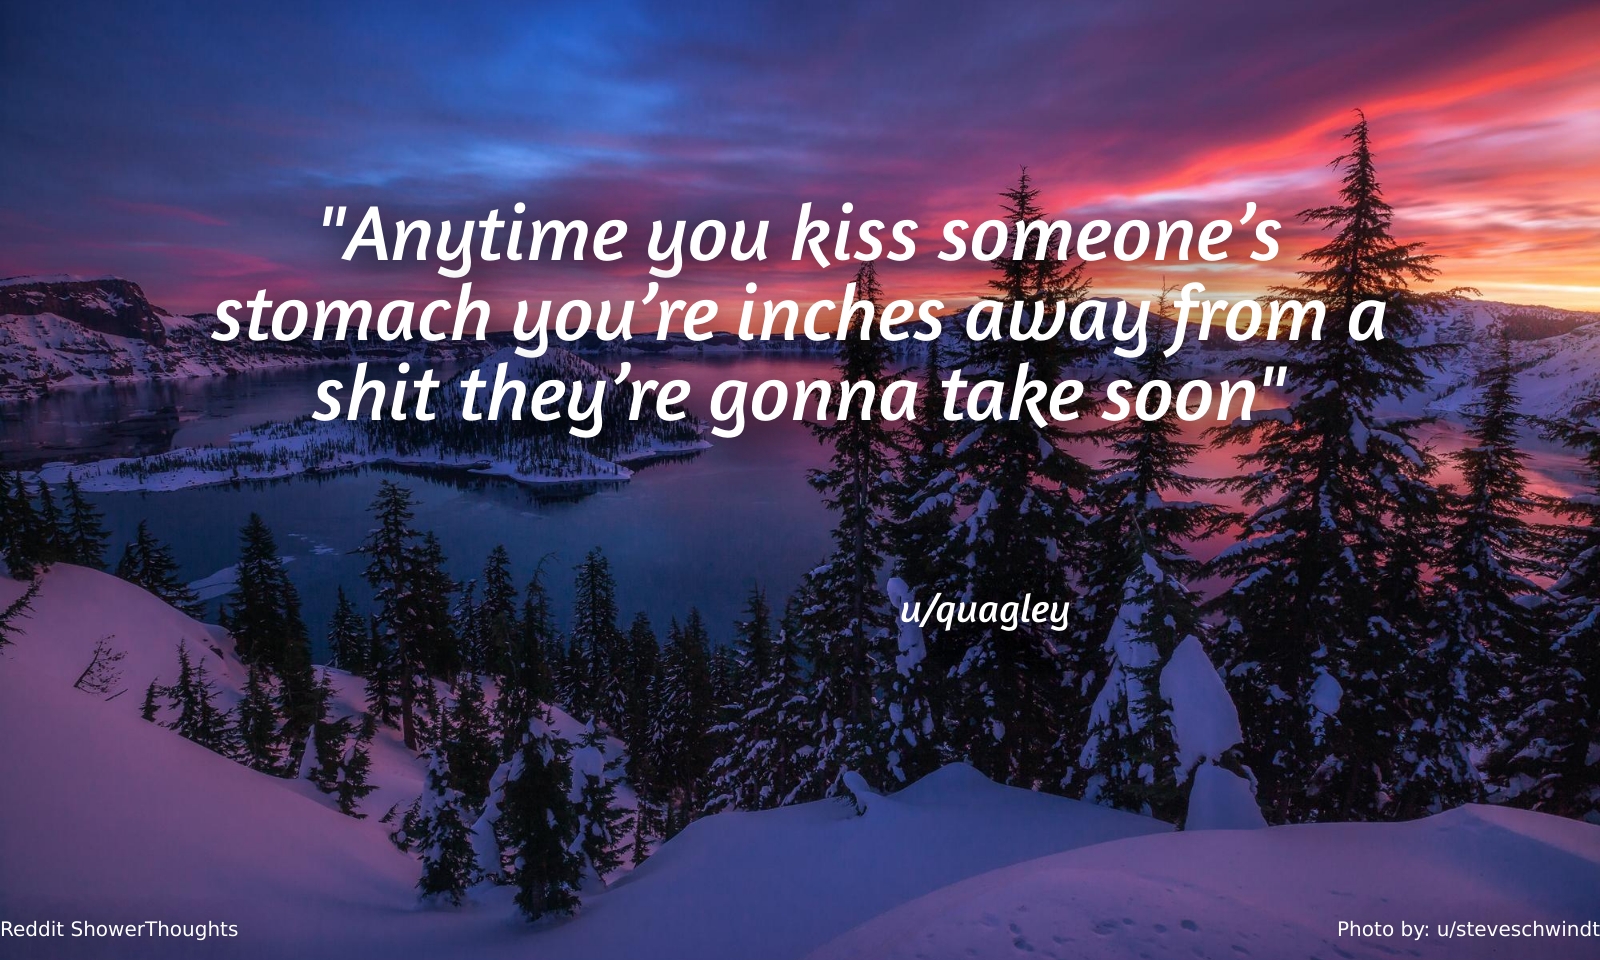 "Anytime you kiss someone’s
stomach you’re inches away from a
shit they’re gonna take soon"
u/quagley
Reddit ShowerThoughts
Photo by: u/steveschwindt